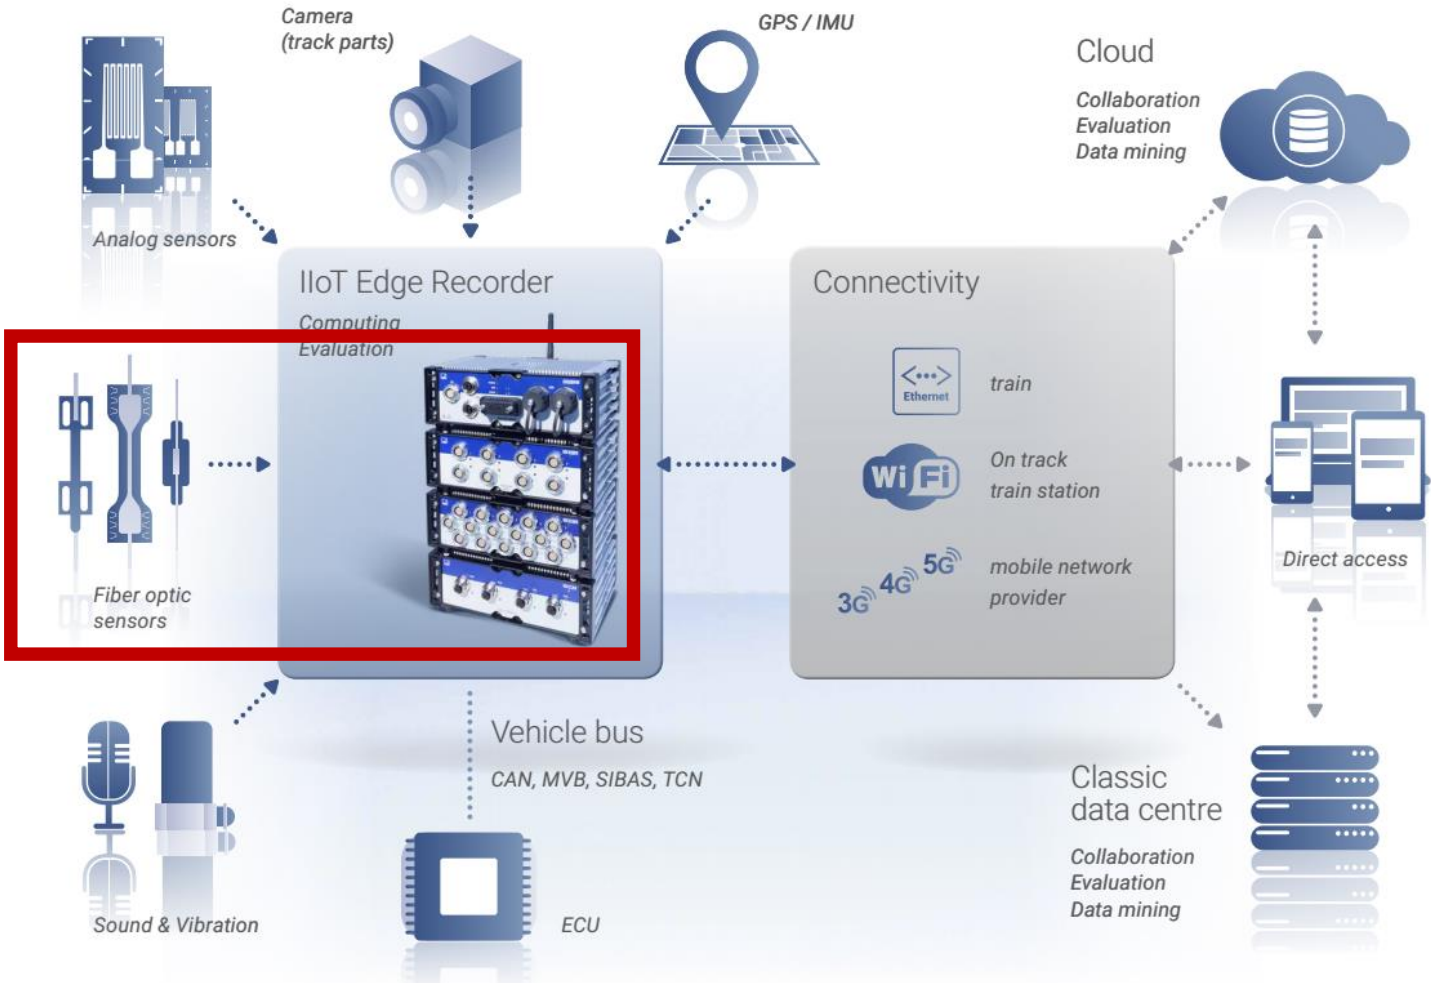 Camera
(track parts)
GPS / IMU
Cloud
Collaboration
Evaluation
Data mining
Analog sensors
IIoT Edge Recorder
Computing
Evaluation
Connectivity
<···>
Ethernet
train
WiFi
On track
train station
3G 4G 5G
mobile network
provider
Direct access
Fiber optic
sensors
Vehicle bus
CAN, MVB, SIBAS, TCN
ECU
Sound & Vibration
Classic
data centre
Collaboration
Evaluation
Data mining